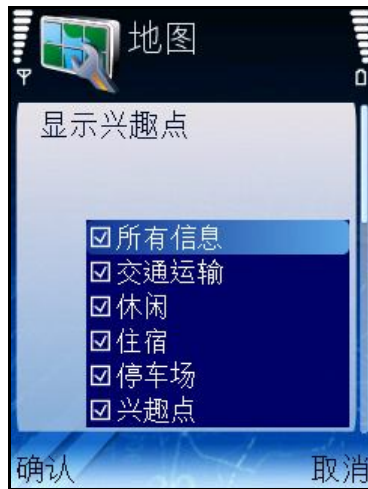 地图
显示兴趣点
所有信息
交通运输
休闲
住宿
停车场
兴趣点
确认 取消